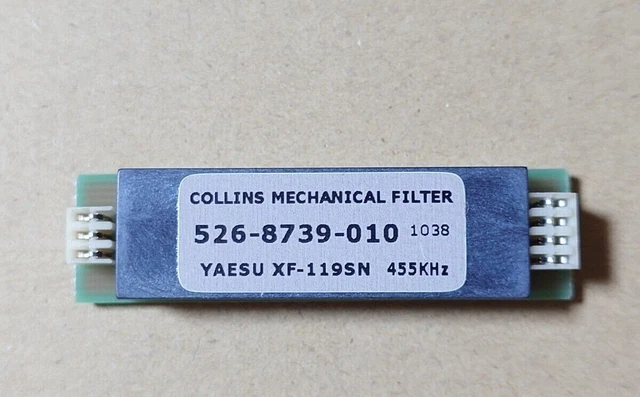 COLLINS MECHANICAL FILTER
526-8739-010 1038
YAESU XF-119SN 455KHz